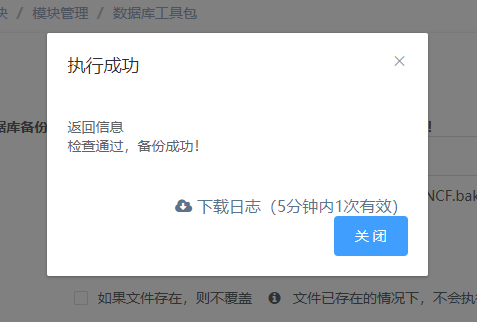 块 / 模块管理 / 数据库工具包
执行成功
据库备份
!
返回信息
检查通过，备份成功！
NCF.bak
下载日志（5分钟内1次有效）
关 闭
如果文件存在，则不覆盖 文件已存在的情况下，不会执